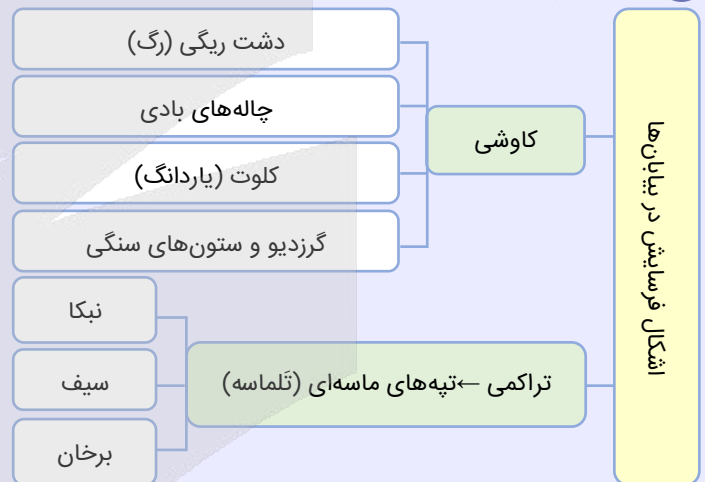 اشکال فرسایش در بیابان‌ها
کاوشی
دشت ریگی (رگ)
چاله‌های بادی
کلوت (یاردانگ)
گرزدیو و ستون‌های سنگی
تراکمی ←تپه‌های ماسه‌ای (تَلماسه)
نبکا
سیف
برخان